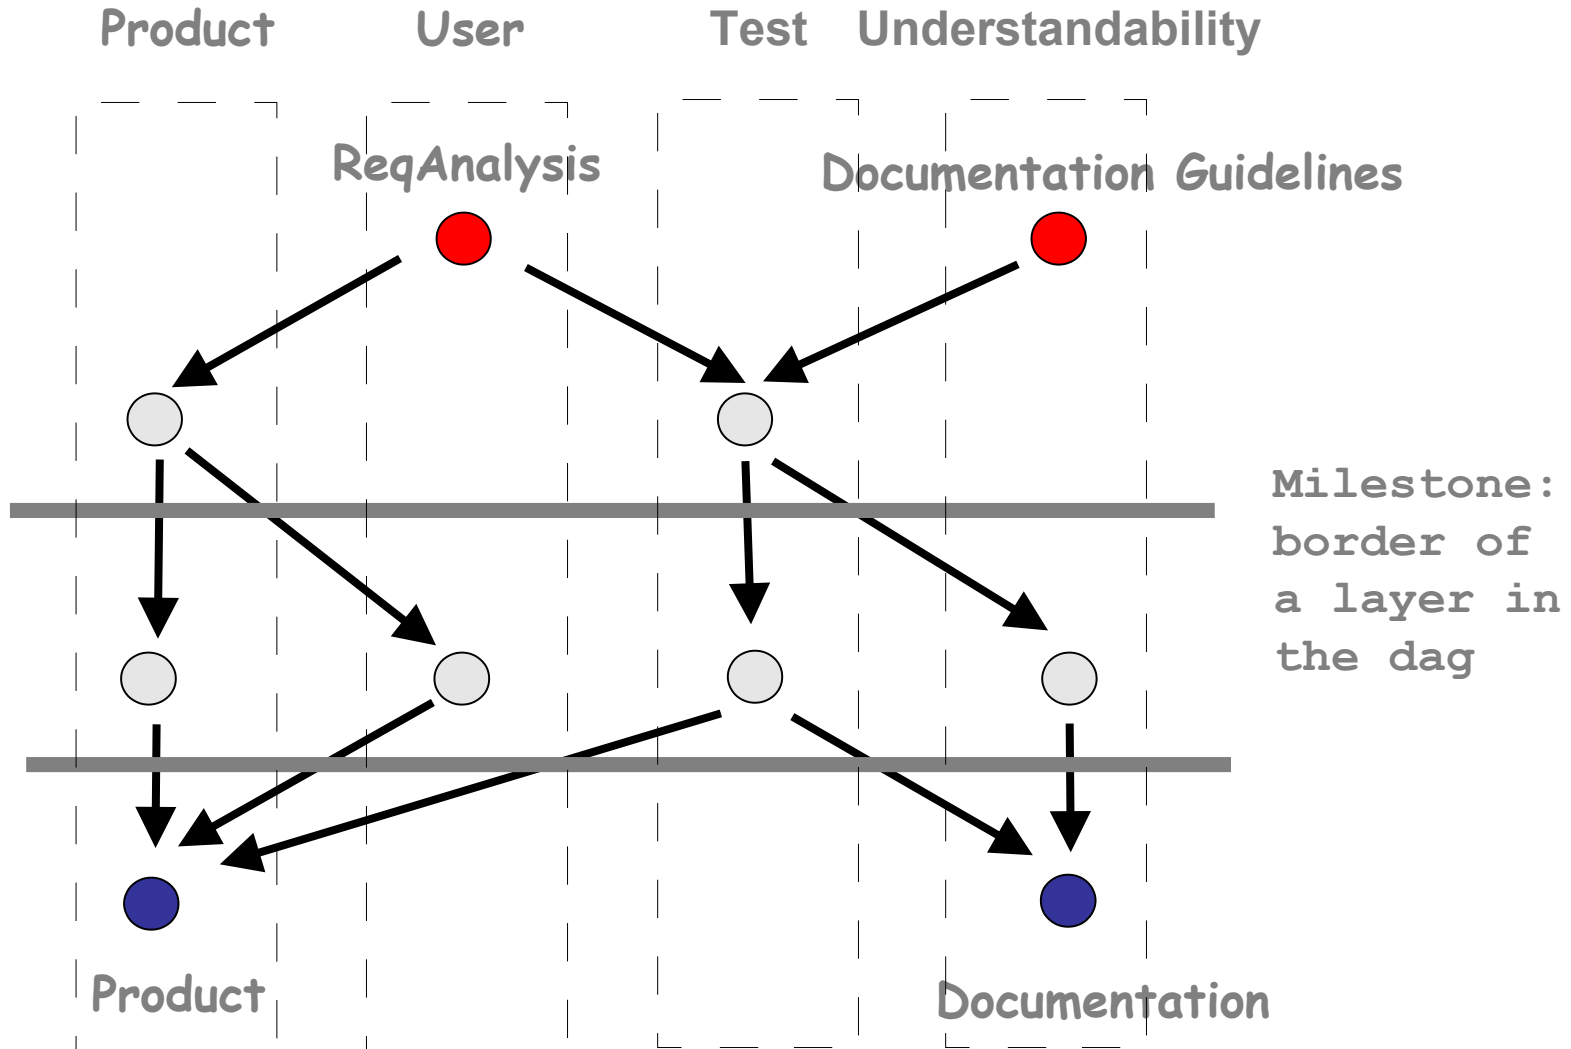 Product User Test Understandability
ReqAnalysis
Documentation Guidelines
Milestone:
border of
a layer in
the dag
Product
Documentation